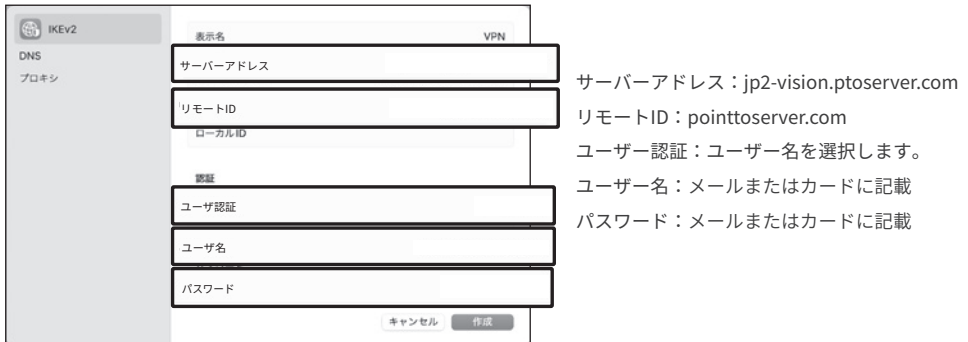 IKEv2
DNS
プロキシ
表示名 VPN
サーバーアドレス
リモートID
ローカルID
認証
ユーザ認証
ユーザ名
パスワード
キャンセル 作成
サーバーアドレス：jp2-vision.ptoserver.com
リモートID：pointtoserver.com
ユーザー認証：ユーザー名を選択します。
ユーザー名：メールまたはカードに記載
パスワード：メールまたはカードに記載